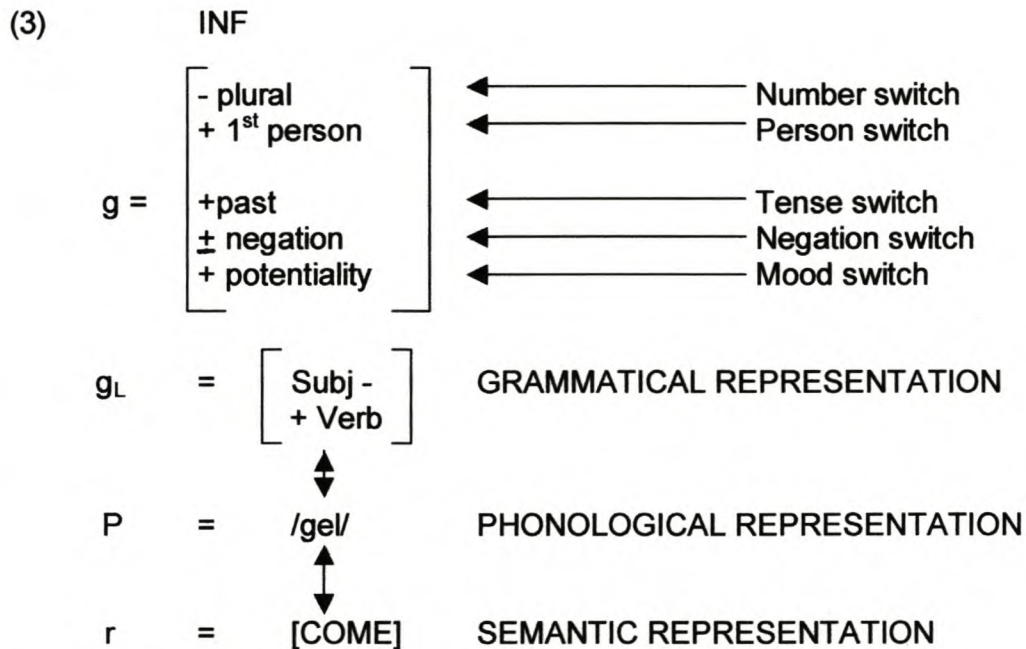 (3) INF
- plural Number switch
+ 1st person Person switch
g = +past Tense switch
± negation Negation switch
+ potentiality Mood switch
gL = Subj - GRAMMATICAL REPRESENTATION
+ Verb
P = /gel/ PHONOLOGICAL REPRESENTATION
r = [COME] SEMANTIC REPRESENTATION